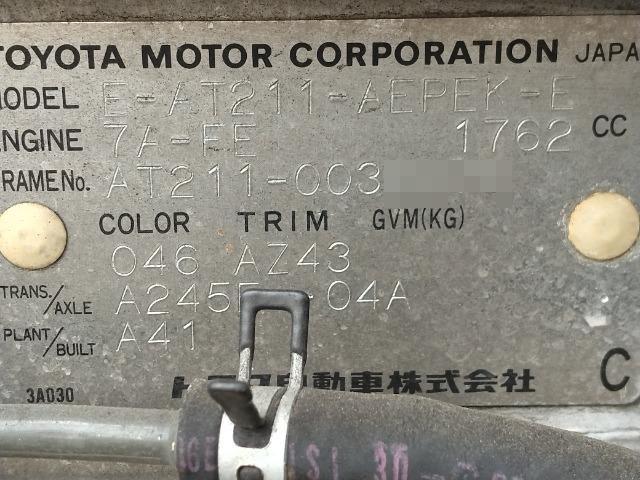 TOYOTA MOTOR CORPORATION JAPA
MODEL E-AT211-AEPEK-E
ENGINE 7A-FE 1762 CC
FRAME No. AT211-003
COLOR TRIM GVM(KG)
046 AZ43
TRANS./AXLE A245E -04A
PLANT/BUILT A41
3A030
自動車株式会社
C